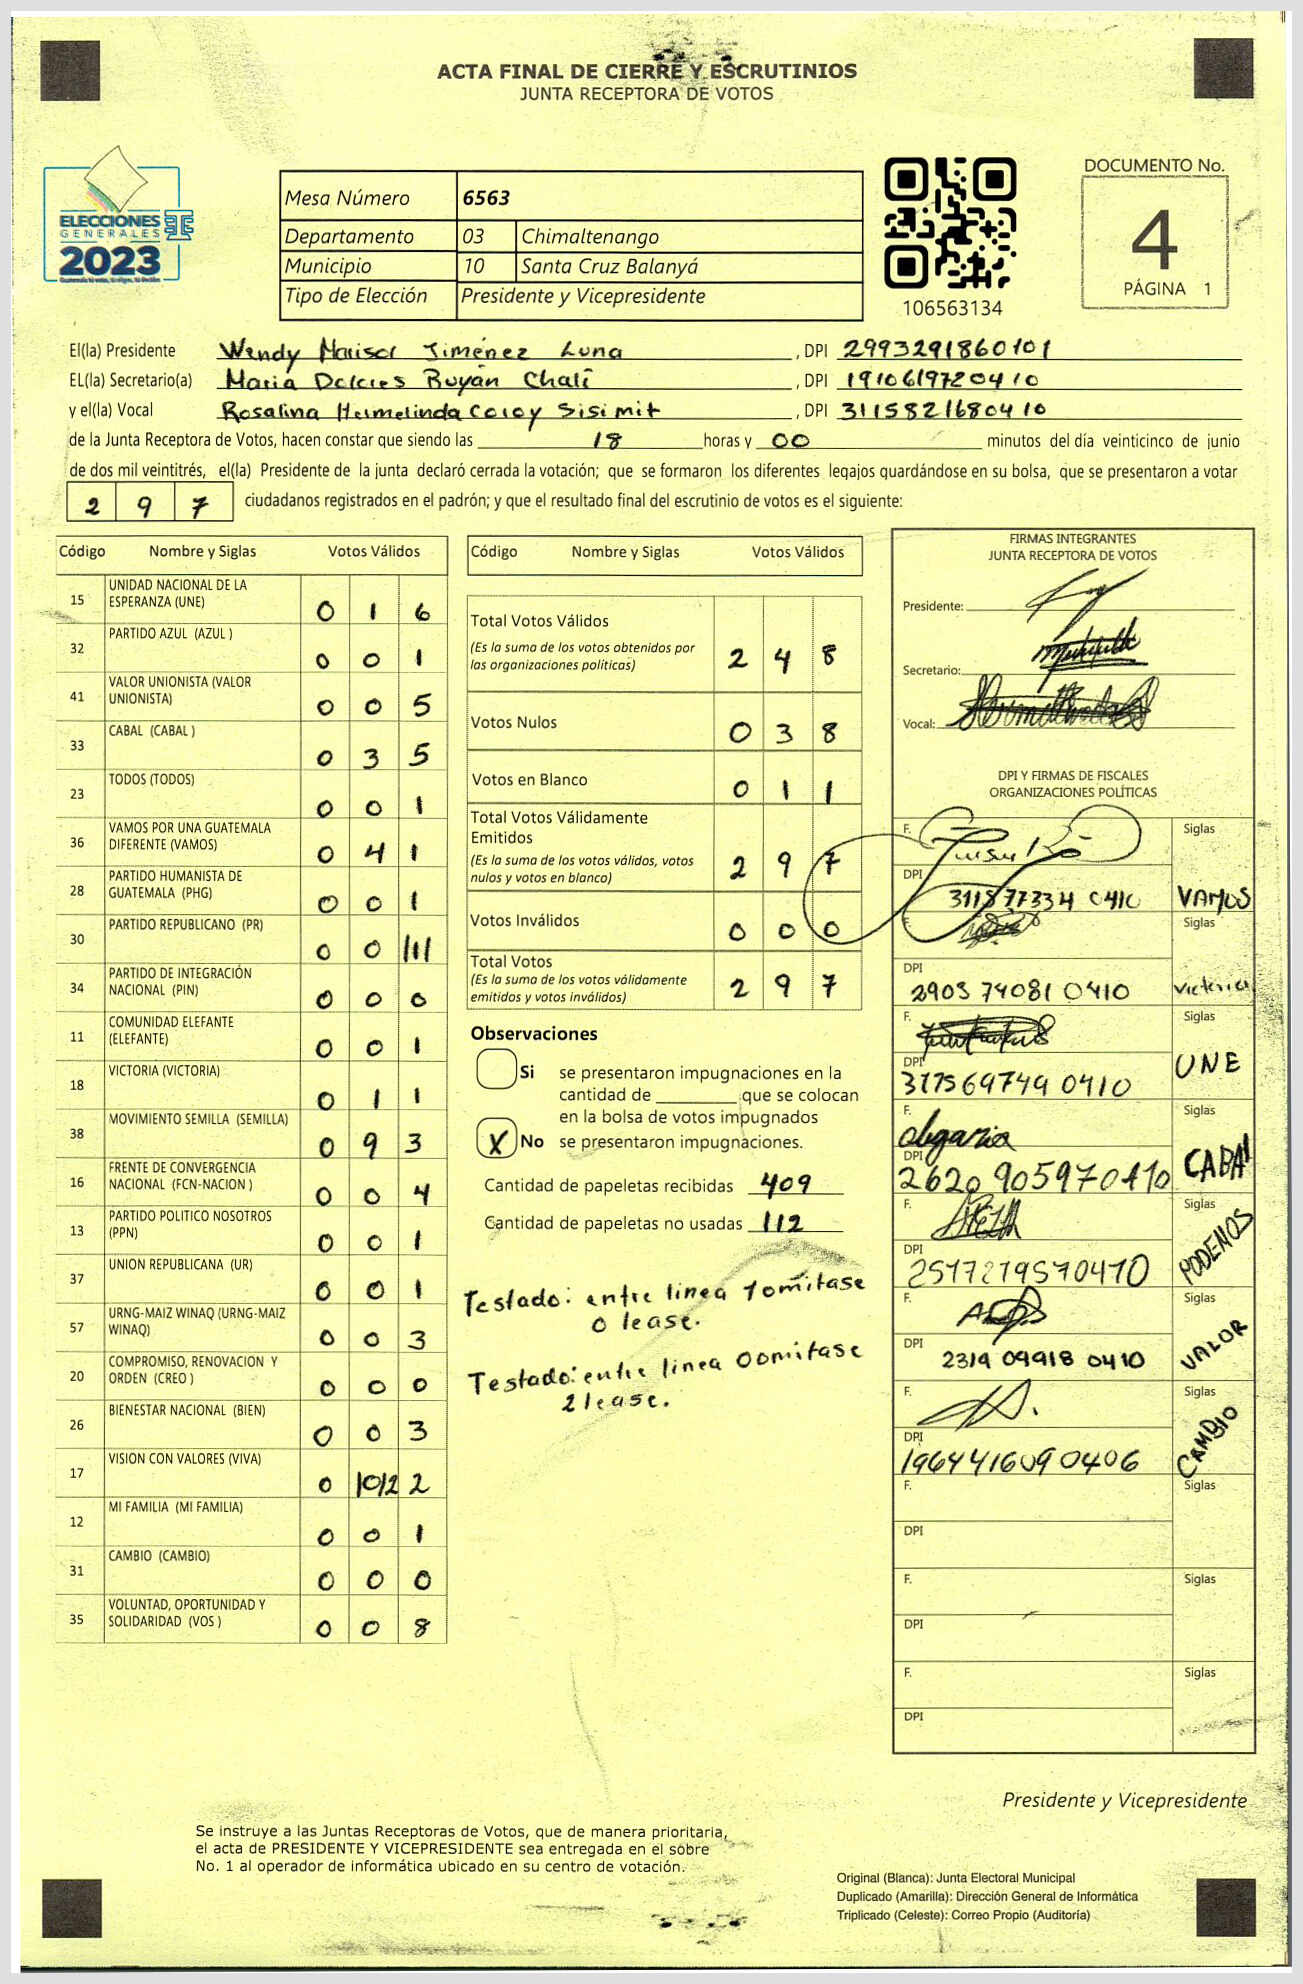 ACTA FINAL DE CIERRE Y ESCRUTINIOS
JUNTA RECEPTORA DE VOTOS
ELECCIONES
GENERALES
2023
Mesa Número 6563
Departamento 03 Chimaltenango
Municipio 10 Santa Cruz Balanyá
Tipo de Elección Presidente y Vicepresidente
106563134
DOCUMENTO No.
4
PÁGINA 1
El(la) Presidente Wendy Marisol Jiménez Luna , DPI 2993291860101
EL(la) Secretario(a) Maria Dolores Buyán Chalí , DPI 1910619720410
y el(la) Vocal Rosalina Hermelinda Coloy Sisimit , DPI 3115821680410
de la Junta Receptora de Votos, hacen constar que siendo las 18 horas y 00 minutos del día veinticinco de junio
de dos mil veintitrés, el(la) Presidente de la junta declaró cerrada la votación; que se formaron los diferentes legajos quardándose en su bolsa, que se presentaron a votar
2 9 7 ciudadanos registrados en el padrón; y que el resultado final del escrutinio de votos es el siguiente:
Código Nombre y Siglas Votos Válidos
15 UNIDAD NACIONAL DE LA
ESPERANZA (UNE) 0 1 6
32 PARTIDO AZUL (AZUL ) 0 0 1
41 VALOR UNIONISTA (VALOR
UNIONISTA) 0 0 5
33 CABAL (CABAL ) 0 3 5
23 TODOS (TODOS) 0 0 1
36 VAMOS POR UNA GUATEMALA
DIFERENTE (VAMOS) 0 4 1
28 PARTIDO HUMANISTA DE
GUATEMALA (PHG) 0 0 1
30 PARTIDO REPUBLICANO (PR) 0 0
34 PARTIDO DE INTEGRACIÓN
NACIONAL (PIN) 0 0 0
11 COMUNIDAD ELEFANTE
(ELEFANTE) 0 0 1
18 VICTORIA (VICTORIA) 0 1 1
38 MOVIMIENTO SEMILLA (SEMILLA) 0 9 3
16 FRENTE DE CONVERGENCIA
NACIONAL (FCN-NACION ) 0 0 4
13 PARTIDO POLITICO NOSOTROS
(PPN) 0 0 1
37 UNION REPUBLICANA (UR) 0 0 1
57 URNG-MAIZ WINAQ (URNG-MAIZ
WINAQ) 0 0 3
20 COMPROMISO, RENOVACION Y
ORDEN (CREO ) 0 0 0
26 BIENESTAR NACIONAL (BIEN) 0 0 3
17 VISION CON VALORES (VIVA) 0 |0|2 2
12 MI FAMILIA (MI FAMILIA) 0 0 1
31 CAMBIO (CAMBIO) 0 0 0
35 VOLUNTAD, OPORTUNIDAD Y
SOLIDARIDAD (VOS ) 0 0 8
Código Nombre y Siglas Votos Válidos
Total Votos Válidos
(Es la suma de los votos obtenidos por
las organizaciones políticas) 2 4 8
Votos Nulos 0 3 8
Votos en Blanco 0 1 1
Total Votos Válidamente
Emitidos
(Es la suma de los votos válidos, votos
nulos y votos en blanco) 2 9 7
Votos Inválidos 0 0 0
Total Votos
(Es la suma de los votos válidamente
emitidos y votos inválidos) 2 9 7
Observaciones
Si se presentaron impugnaciones en la
cantidad de ________ que se colocan
en la bolsa de votos impugnados
X No se presentaron impugnaciones.
Cantidad de papeletas recibidas 409
Cantidad de papeletas no usadas 112
Testado: entre linea 1 omitase
0 lease.
Testado: entre linea 0 omitase
2 lease.
FIRMAS INTEGRANTES
JUNTA RECEPTORA DE VOTOS
Presidente:
Secretario:
Vocal:
DPI Y FIRMAS DE FISCALES
ORGANIZACIONES POLÍTICAS
F. Siglas
DPI 3118 77334 0410 VAMOS
F. Siglas
DPI 2903 74081 0410 Victoria
F. Siglas
DPI 317569749 0410 UNE
F. olegaria Siglas
DPI 2620 905970410 CABAL
F. Siglas
DPI 2517219570410 PODEMOS
F. Siglas
DPI 2319 09918 0410 VALOR
F. Siglas
DPI 1964416090406 CAMBIO
F. Siglas
DPI
F. Siglas
DPI
F. Siglas
DPI
Presidente y Vicepresidente
Se instruye a las Juntas Receptoras de Votos, que de manera prioritaria,
el acta de PRESIDENTE Y VICEPRESIDENTE sea entregada en el sobre
No. 1 al operador de informática ubicado en su centro de votación.
Original (Blanca): Junta Electoral Municipal
Duplicado (Amarilla): Dirección General de Informática
Triplicado (Celeste): Correo Propio (Auditoría)